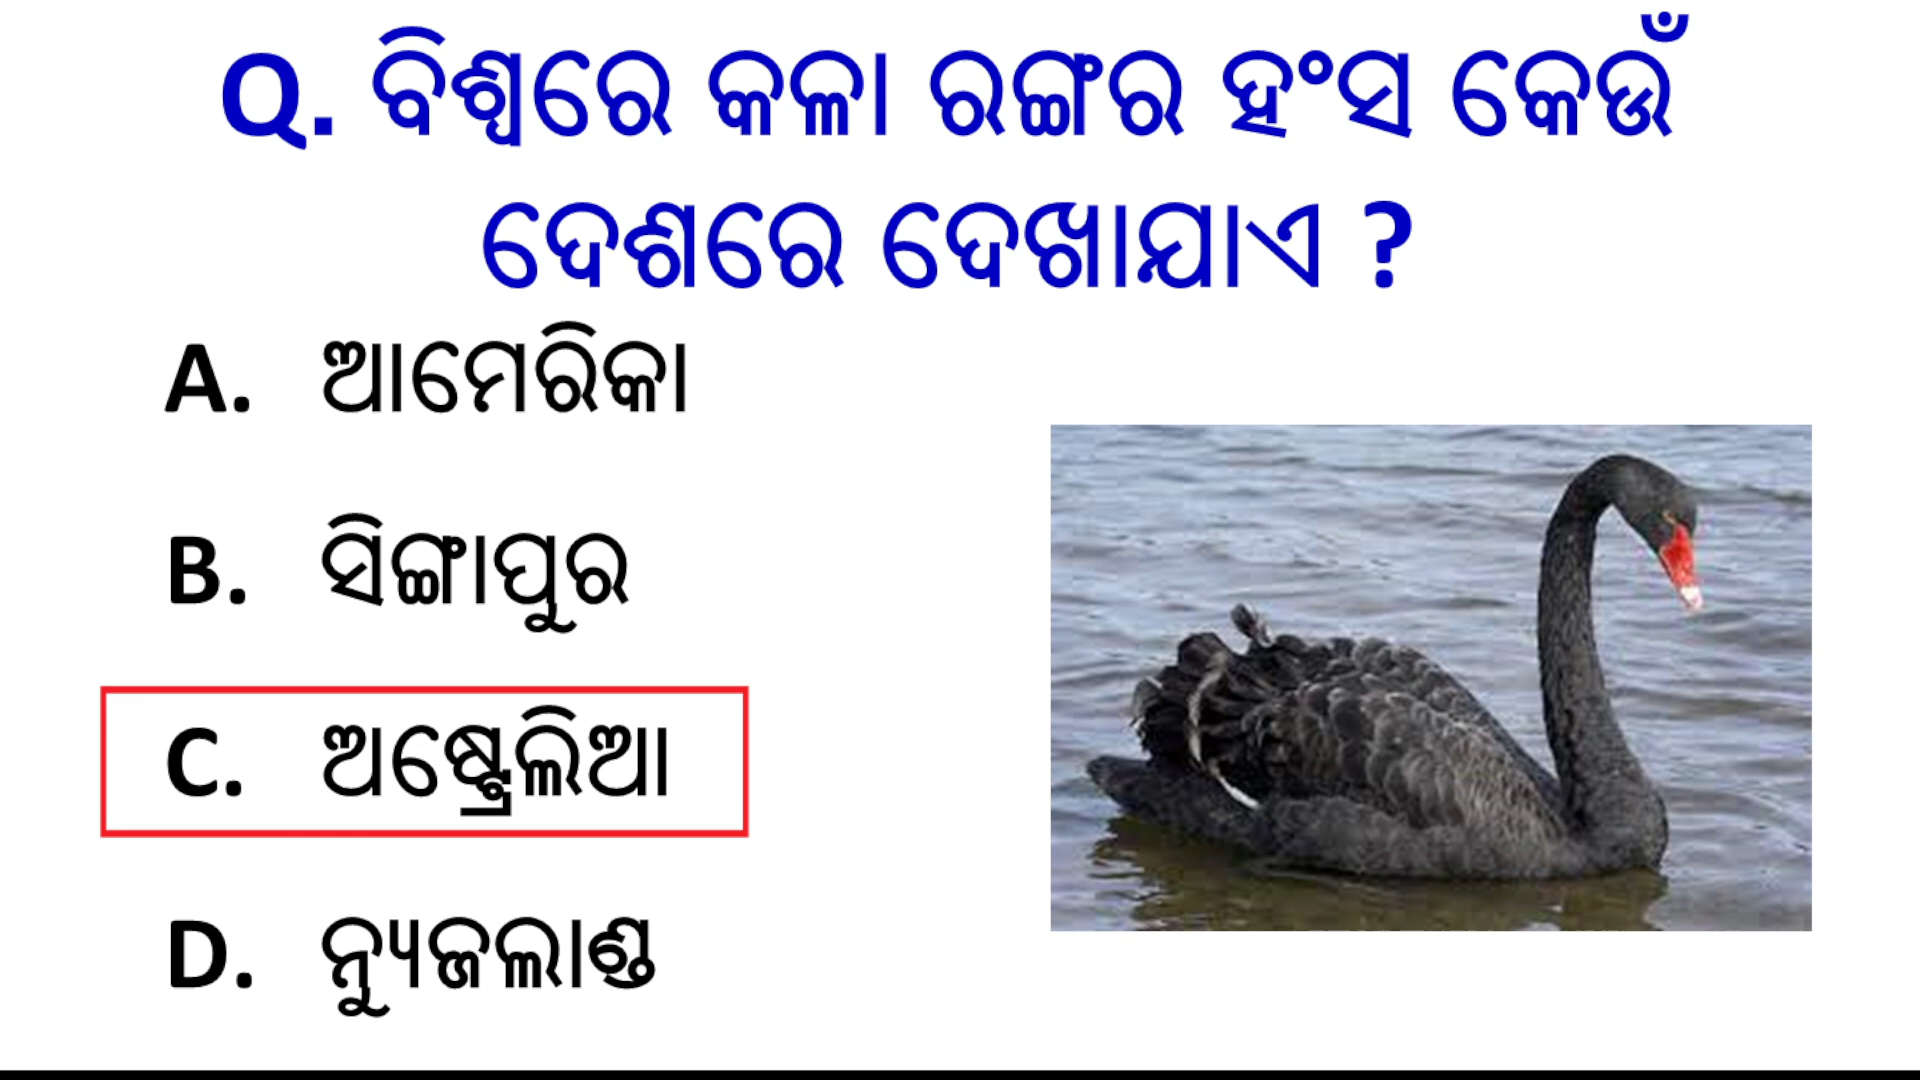 Q. ବିଶ୍ୱରେ କଳା ରଙ୍ଗର ହଂସ କେଉଁ
ଦେଶରେ ଦେଖାଯାଏ ?
A. ଆମେରିକା
B. ସିଙ୍ଗାପୁର
C. ଅଷ୍ଟ୍ରେଲିଆ
D. ନ୍ୟୁଜଲାଣ୍ଡ